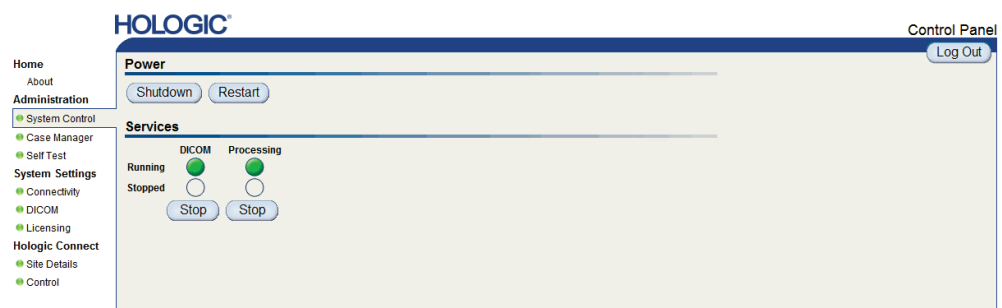 HOLOGIC®
Control Panel
Log Out
Home
About
Administration
System Control
Case Manager
Self Test
System Settings
Connectivity
DICOM
Licensing
Hologic Connect
Site Details
Control
Power
Shutdown Restart
Services
DICOM Processing
Running
Stopped
Stop Stop